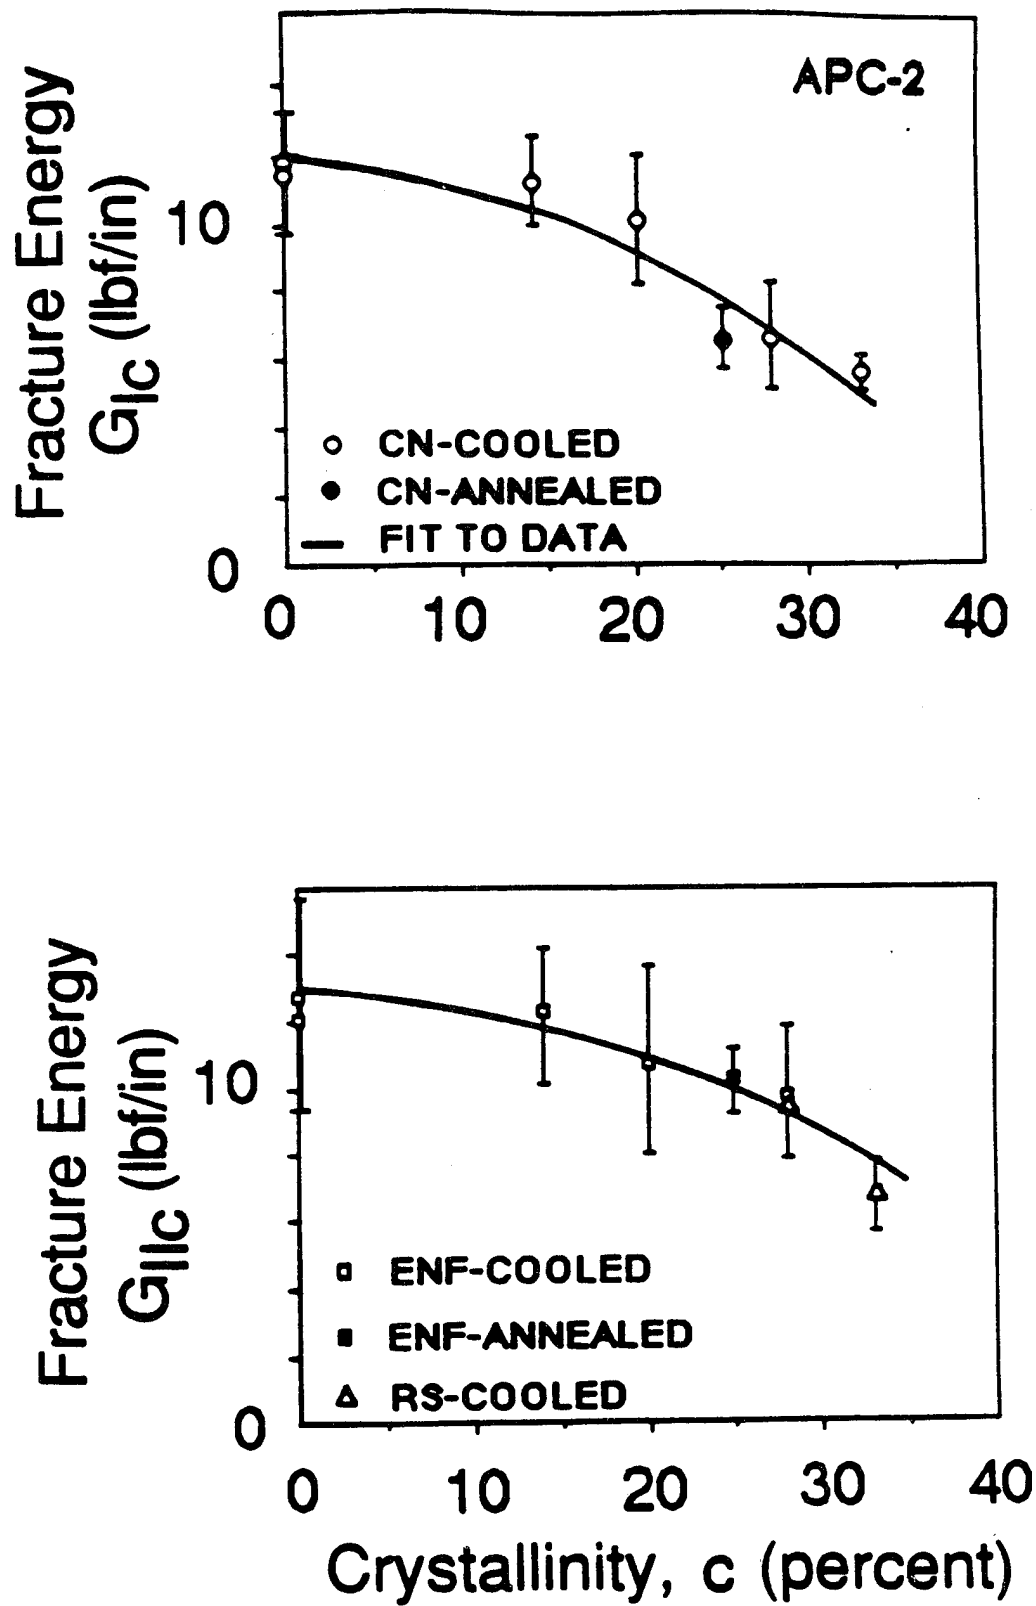 APC-2
Fracture Energy
GIc (lbf/in)
10
0
CN-COOLED
CN-ANNEALED
FIT TO DATA
0 10 20 30 40
Fracture Energy
GIIc (lbf/in)
10
0
ENF-COOLED
ENF-ANNEALED
RS-COOLED
0 10 20 30 40
Crystallinity, c (percent)